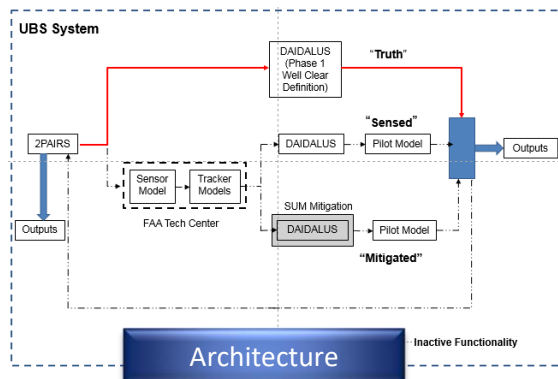 UBS System
DAIDALUS
(Phase 1
Well Clear
Definition)
“Truth”
“Sensed”
2PAIRS
DAIDALUS
Pilot Model
Outputs
Sensor
Model
Tracker
Models
SUM Mitigation
FAA Tech Center
Outputs
DAIDALUS
Pilot Model
“Mitigated”
Inactive Functionality
Architecture